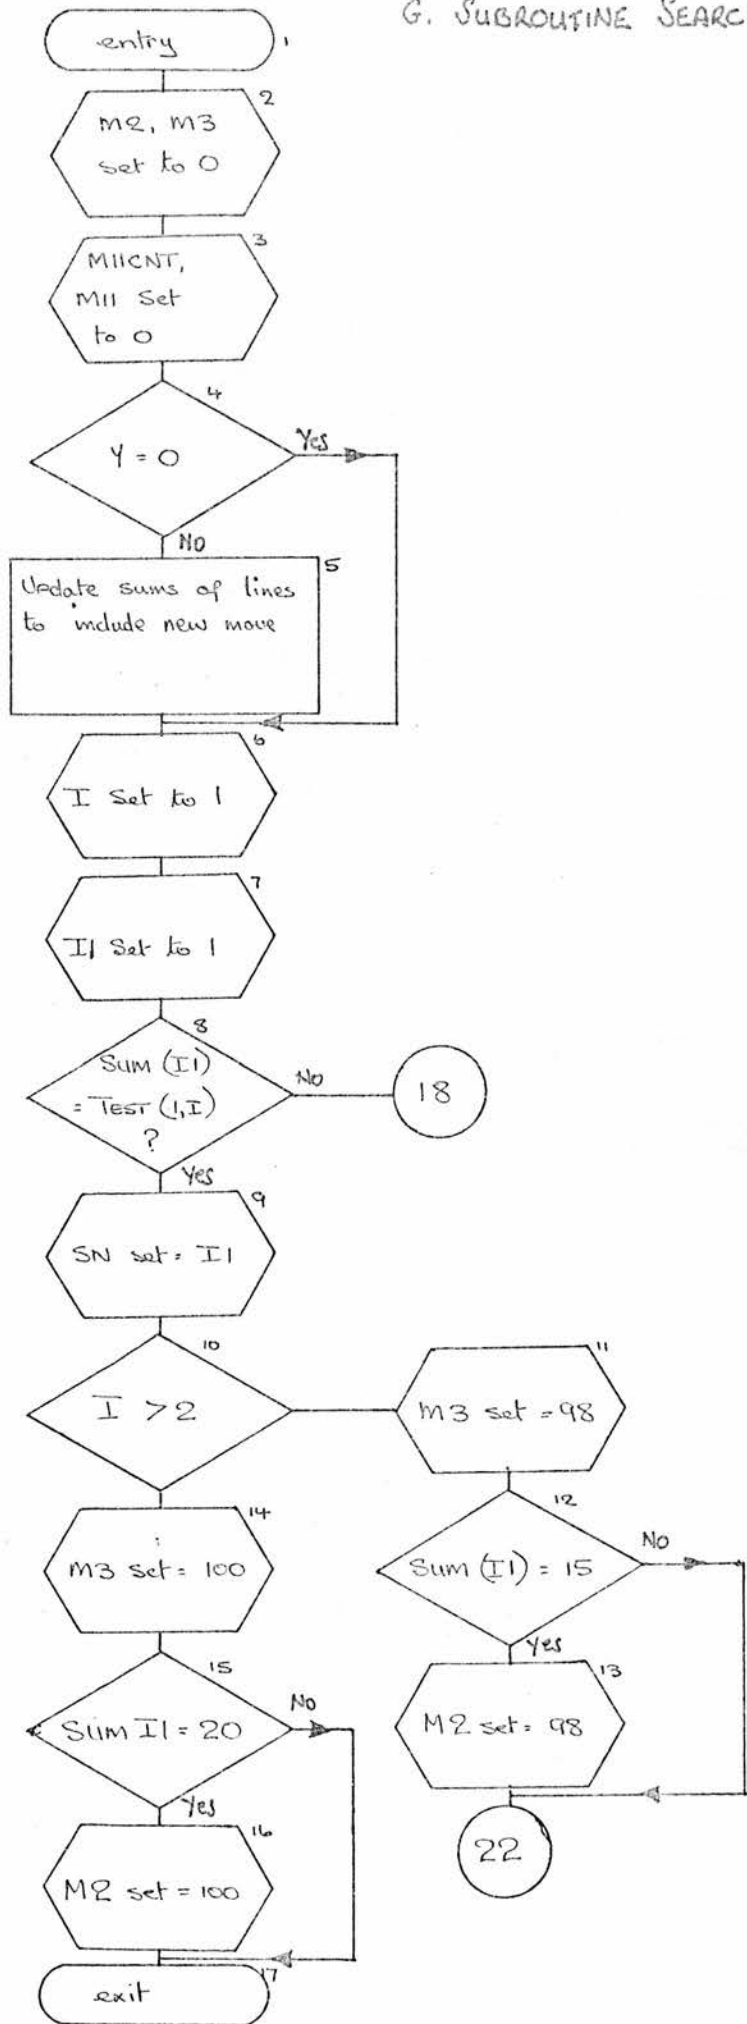 G. SUBROUTINE SEARC
entry
1
2
M2, M3
set to 0
3
M11CNT,
M11 Set
to 0
4
Y = 0
Yes
NO
5
Update sums of lines
to include new move
6
I Set to 1
7
I1 Set to 1
8
SUM (I1)
= TEST (1,I)
?
No
18
Yes
9
SN set = I1
10
I > 2
11
M3 set = 98
14
M3 set = 100
12
Sum (I1) = 15
No
Yes
15
Sum I1 = 20
No
13
M2 set = 98
Yes
16
M2 set = 100
22
17
exit